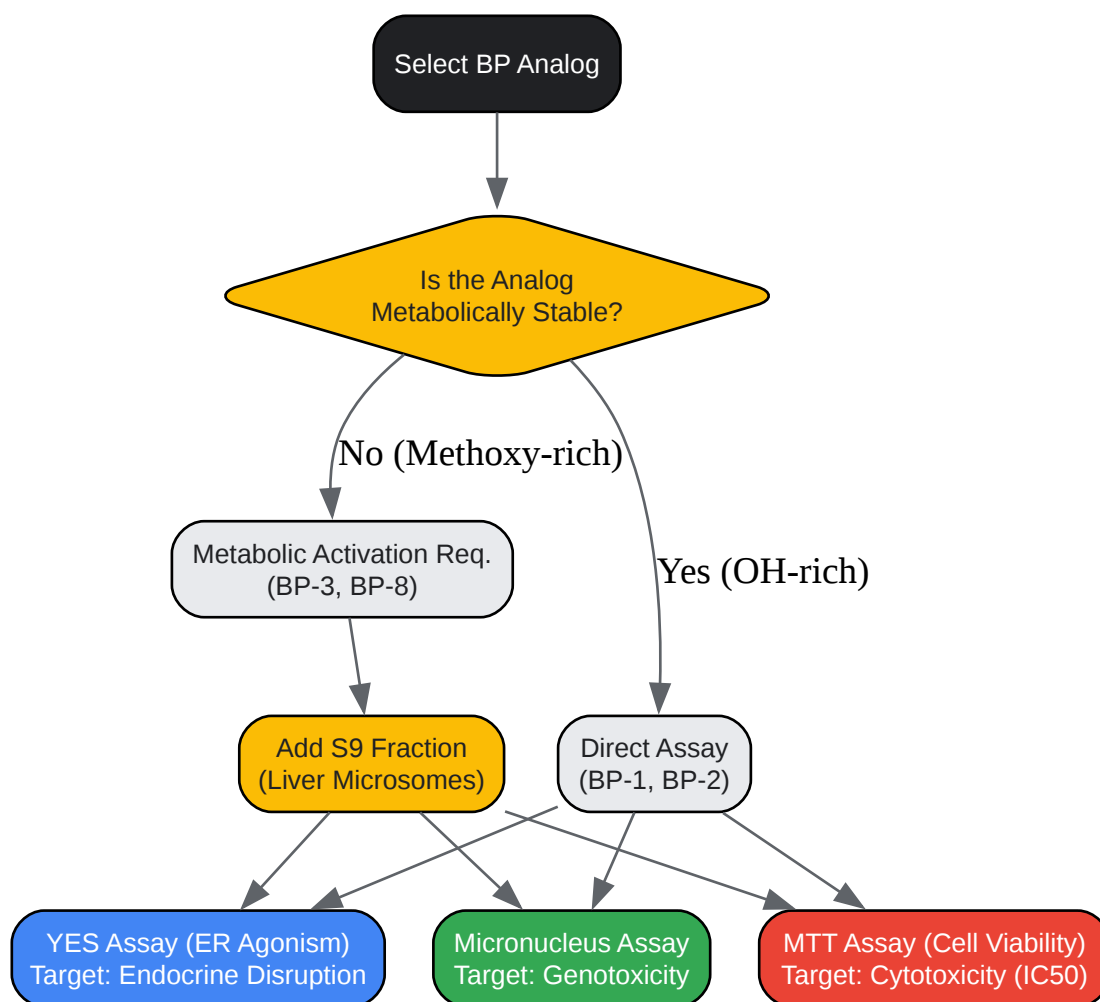 Select BP Analog
Is the Analog
Metabolically Stable?
No (Methoxy-rich)
Yes (OH-rich)
Metabolic Activation Req.
(BP-3, BP-8)
Add S9 Fraction
(Liver Microsomes)
Direct Assay
(BP-1, BP-2)
YES Assay (ER Agonism)
Target: Endocrine Disruption
Micronucleus Assay
Target: Genotoxicity
MTT Assay (Cell Viability)
Target: Cytotoxicity (IC50)